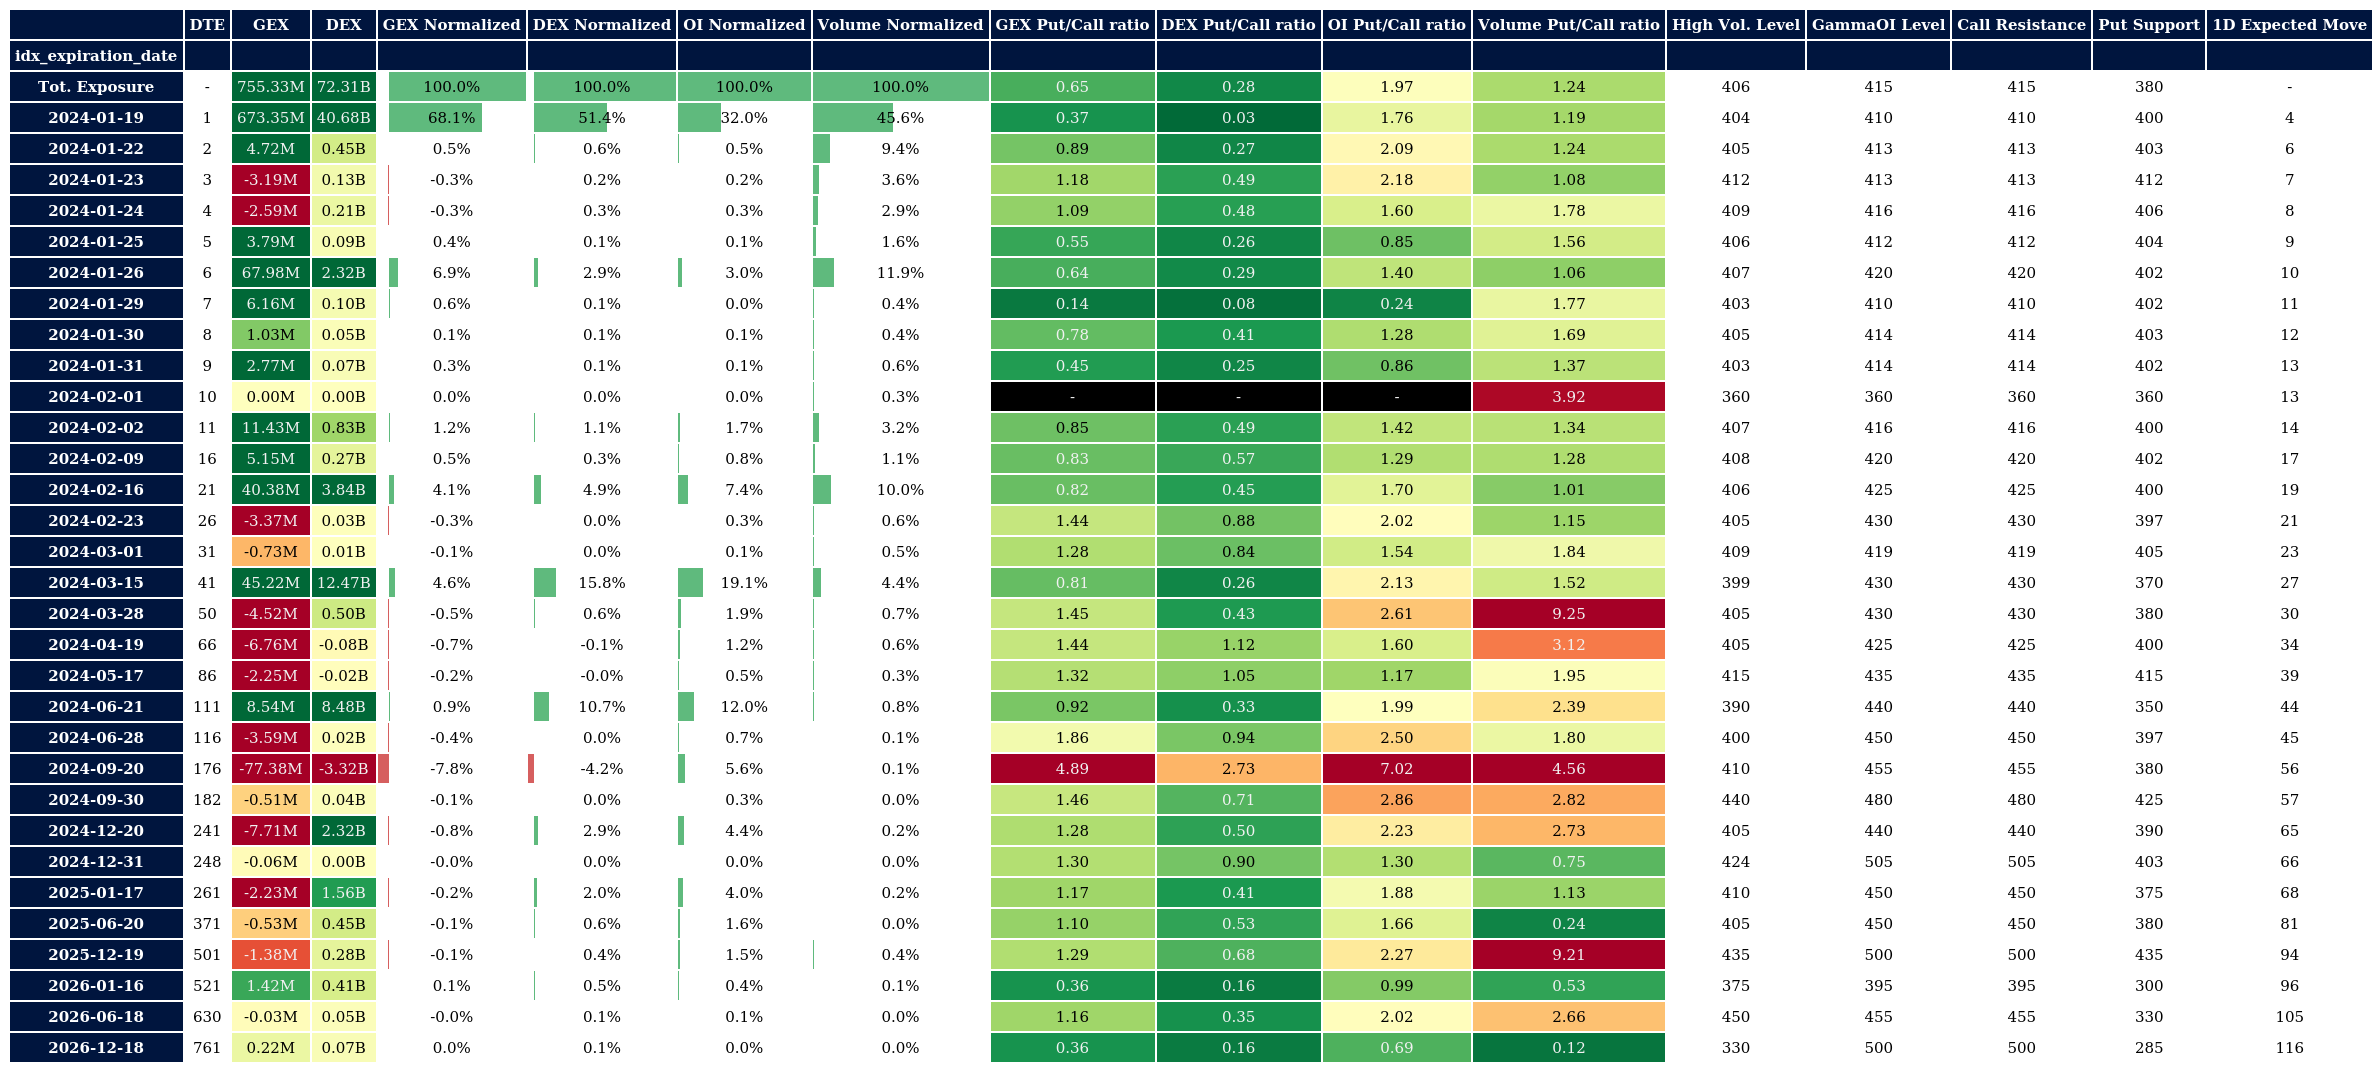 DTE GEX DEX GEX Normalized DEX Normalized OI Normalized Volume Normalized GEX Put/Call ratio DEX Put/Call ratio OI Put/Call ratio Volume Put/Call ratio High Vol. Level GammaOI Level Call Resistance Put Support 1D Expected Move
idx_expiration_date
Tot. Exposure - 755.33M 72.31B 100.0% 100.0% 100.0% 100.0% 0.65 0.28 1.97 1.24 406 415 415 380 -
2024-01-19 1 673.35M 40.68B 68.1% 51.4% 32.0% 45.6% 0.37 0.03 1.76 1.19 404 410 410 400 4
2024-01-22 2 4.72M 0.45B 0.5% 0.6% 0.5% 9.4% 0.89 0.27 2.09 1.24 405 413 413 403 6
2024-01-23 3 -3.19M 0.13B -0.3% 0.2% 0.2% 3.6% 1.18 0.49 2.18 1.08 412 413 413 412 7
2024-01-24 4 -2.59M 0.21B -0.3% 0.3% 0.3% 2.9% 1.09 0.48 1.60 1.78 409 416 416 406 8
2024-01-25 5 3.79M 0.09B 0.4% 0.1% 0.1% 1.6% 0.55 0.26 0.85 1.56 406 412 412 404 9
2024-01-26 6 67.98M 2.32B 6.9% 2.9% 3.0% 11.9% 0.64 0.29 1.40 1.06 407 420 420 402 10
2024-01-29 7 6.16M 0.10B 0.6% 0.1% 0.0% 0.4% 0.14 0.08 0.24 1.77 403 410 410 402 11
2024-01-30 8 1.03M 0.05B 0.1% 0.1% 0.1% 0.4% 0.78 0.41 1.28 1.69 405 414 414 403 12
2024-01-31 9 2.77M 0.07B 0.3% 0.1% 0.1% 0.6% 0.45 0.25 0.86 1.37 403 414 414 402 13
2024-02-01 10 0.00M 0.00B 0.0% 0.0% 0.0% 0.3% - - - 3.92 360 360 360 360 13
2024-02-02 11 11.43M 0.83B 1.2% 1.1% 1.7% 3.2% 0.85 0.49 1.42 1.34 407 416 416 400 14
2024-02-09 16 5.15M 0.27B 0.5% 0.3% 0.8% 1.1% 0.83 0.57 1.29 1.28 408 420 420 402 17
2024-02-16 21 40.38M 3.84B 4.1% 4.9% 7.4% 10.0% 0.82 0.45 1.70 1.01 406 425 425 400 19
2024-02-23 26 -3.37M 0.03B -0.3% 0.0% 0.3% 0.6% 1.44 0.88 2.02 1.15 405 430 430 397 21
2024-03-01 31 -0.73M 0.01B -0.1% 0.0% 0.1% 0.5% 1.28 0.84 1.54 1.84 409 419 419 405 23
2024-03-15 41 45.22M 12.47B 4.6% 15.8% 19.1% 4.4% 0.81 0.26 2.13 1.52 399 430 430 370 27
2024-03-28 50 -4.52M 0.50B -0.5% 0.6% 1.9% 0.7% 1.45 0.43 2.61 9.25 405 430 430 380 30
2024-04-19 66 -6.76M -0.08B -0.7% -0.1% 1.2% 0.6% 1.44 1.12 1.60 3.12 405 425 425 400 34
2024-05-17 86 -2.25M -0.02B -0.2% -0.0% 0.5% 0.3% 1.32 1.05 1.17 1.95 415 435 435 415 39
2024-06-21 111 8.54M 8.48B 0.9% 10.7% 12.0% 0.8% 0.92 0.33 1.99 2.39 390 440 440 350 44
2024-06-28 116 -3.59M 0.02B -0.4% 0.0% 0.7% 0.1% 1.86 0.94 2.50 1.80 400 450 450 397 45
2024-09-20 176 -77.38M -3.32B -7.8% -4.2% 5.6% 0.1% 4.89 2.73 7.02 4.56 410 455 455 380 56
2024-09-30 182 -0.51M 0.04B -0.1% 0.0% 0.3% 0.0% 1.46 0.71 2.86 2.82 440 480 480 425 57
2024-12-20 241 -7.71M 2.32B -0.8% 2.9% 4.4% 0.2% 1.28 0.50 2.23 2.73 405 440 440 390 65
2024-12-31 248 -0.06M 0.00B -0.0% 0.0% 0.0% 0.0% 1.30 0.90 1.30 0.75 424 505 505 403 66
2025-01-17 261 -2.23M 1.56B -0.2% 2.0% 4.0% 0.2% 1.17 0.41 1.88 1.13 410 450 450 375 68
2025-06-20 371 -0.53M 0.45B -0.1% 0.6% 1.6% 0.0% 1.10 0.53 1.66 0.24 405 450 450 380 81
2025-12-19 501 -1.38M 0.28B -0.1% 0.4% 1.5% 0.4% 1.29 0.68 2.27 9.21 435 500 500 435 94
2026-01-16 521 1.42M 0.41B 0.1% 0.5% 0.4% 0.1% 0.36 0.16 0.99 0.53 375 395 395 300 96
2026-06-18 630 -0.03M 0.05B -0.0% 0.1% 0.1% 0.0% 1.16 0.35 2.02 2.66 450 455 455 330 105
2026-12-18 761 0.22M 0.07B 0.0% 0.1% 0.0% 0.0% 0.36 0.16 0.69 0.12 330 500 500 285 116